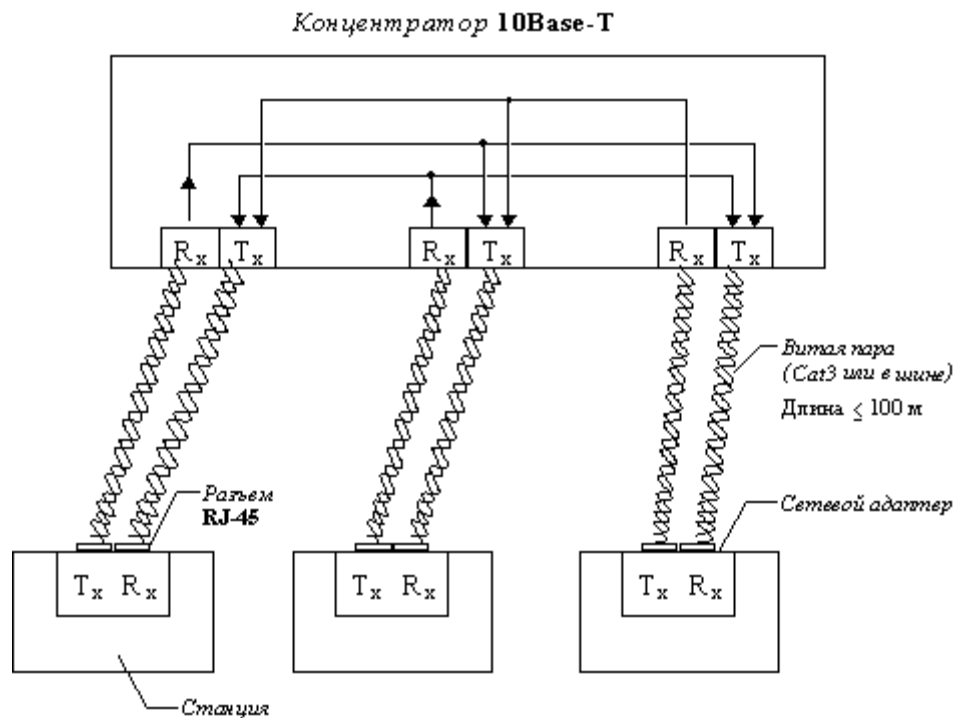 Концентратор 10Base-T
Rx Tx Rx Tx Rx Tx
Витая пара
(Cat3 или в шине)
Длина ≤ 100 м
Разъем
RJ-45
Сетевой адаптер
Tx Rx Tx Rx Tx Rx
Станция